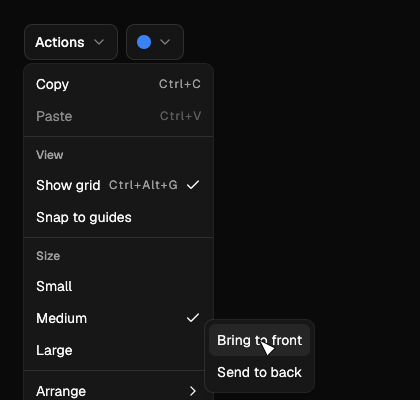 Actions
Copy Ctrl+C
Paste Ctrl+V
View
Show grid Ctrl+Alt+G
Snap to guides
Size
Small
Medium
Large
Arrange
Bring to front
Send to back